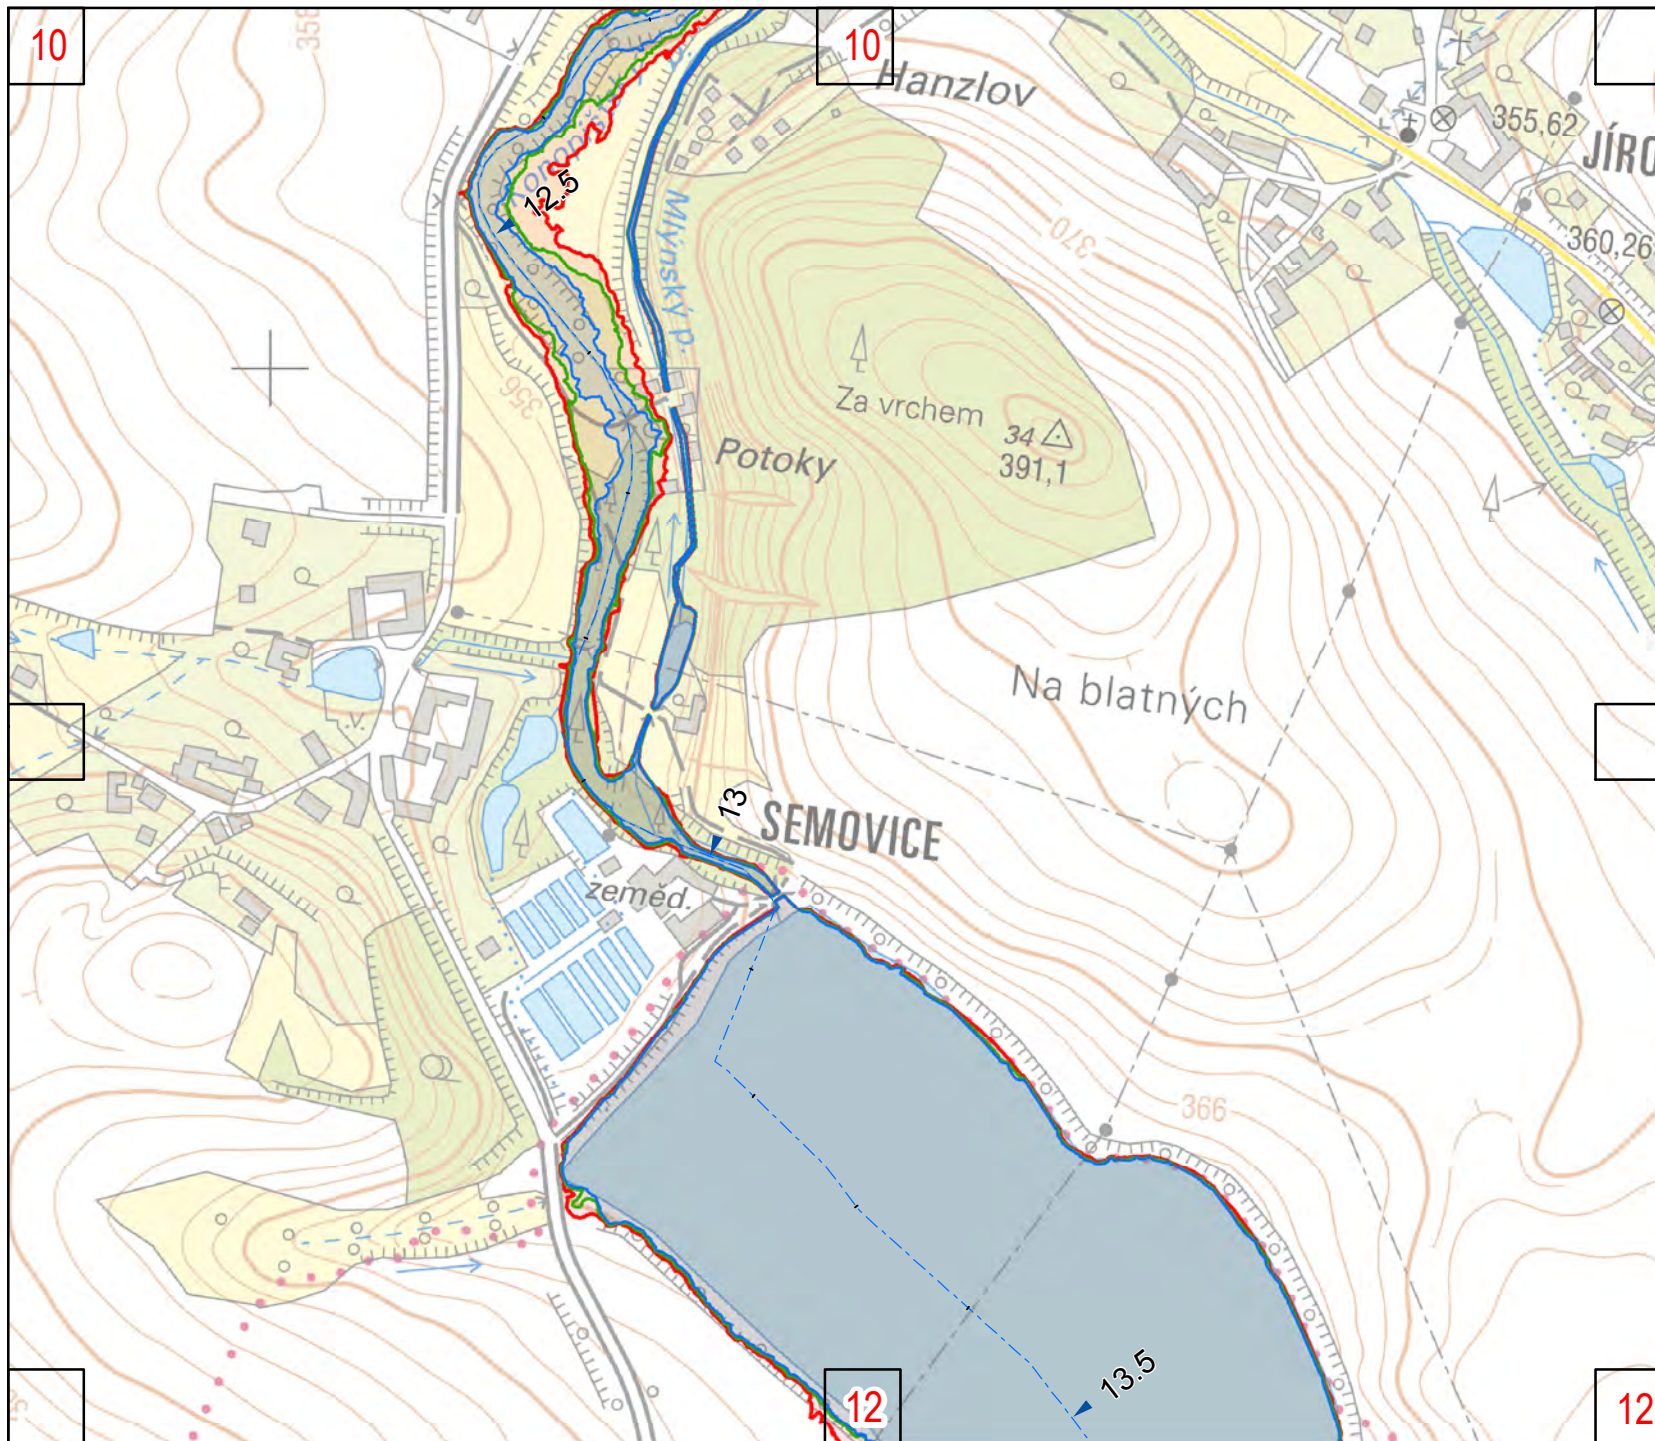 10
10
358
Hanzlov
355,62
JÍRO
12.5
Mlýnský p.
370
360,26
356
Za vrchem
34
391,1
Potoky
Na blatných
13
SEMOVICE
zeměd.
366
13.5
12
12